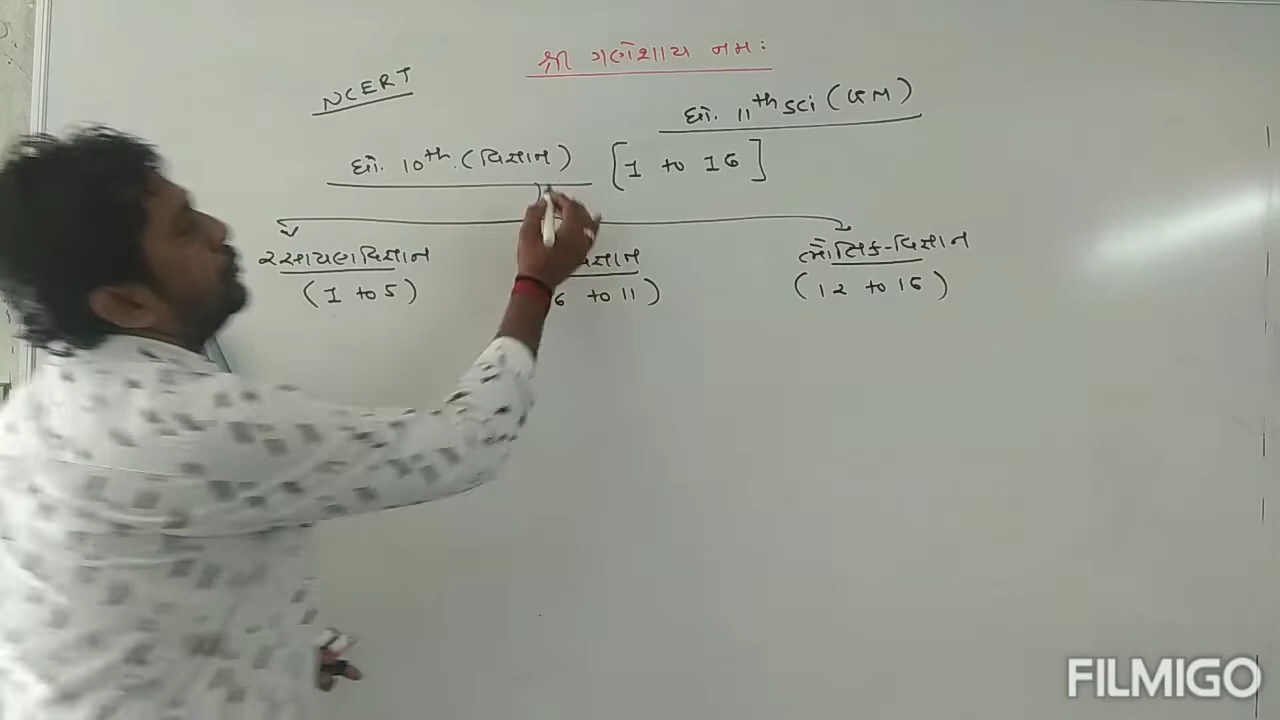 શ્રી ગણેશાય નમઃ
NCERT
ધો. 11th sci (GM)
ધો. 10th. (વિજ્ઞાન) [1 to 16]
રસાયણવિજ્ઞાન
ભૌતિક-વિજ્ઞાન
(1 to 5)
6 to 11)
(12 to 16)
FILMIGO